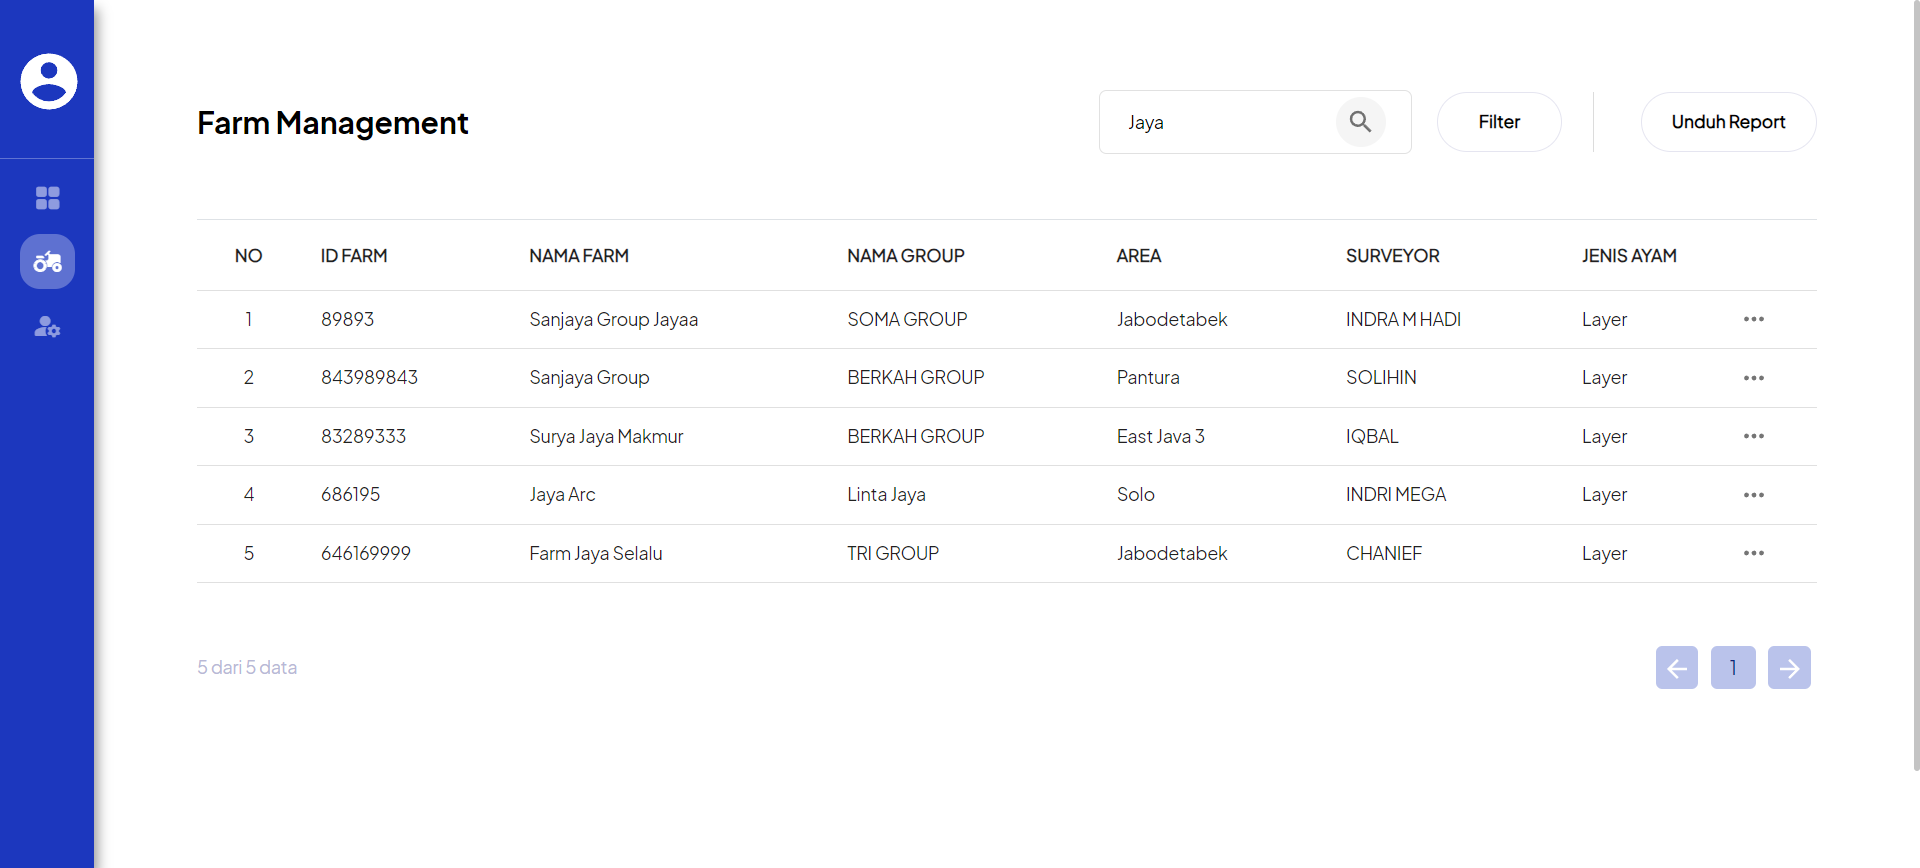 Farm Management
Jaya
Filter
Unduh Report
NO ID FARM NAMA FARM NAMA GROUP AREA SURVEYOR JENIS AYAM
1 89893 Sanjaya Group Jayaa SOMA GROUP Jabodetabek INDRA M HADI Layer
2 843989843 Sanjaya Group BERKAH GROUP Pantura SOLIHIN Layer
3 83289333 Surya Jaya Makmur BERKAH GROUP East Java 3 IQBAL Layer
4 686195 Jaya Arc Linta Jaya Solo INDRI MEGA Layer
5 646169999 Farm Jaya Selalu TRI GROUP Jabodetabek CHANIEF Layer
5 dari 5 data
1